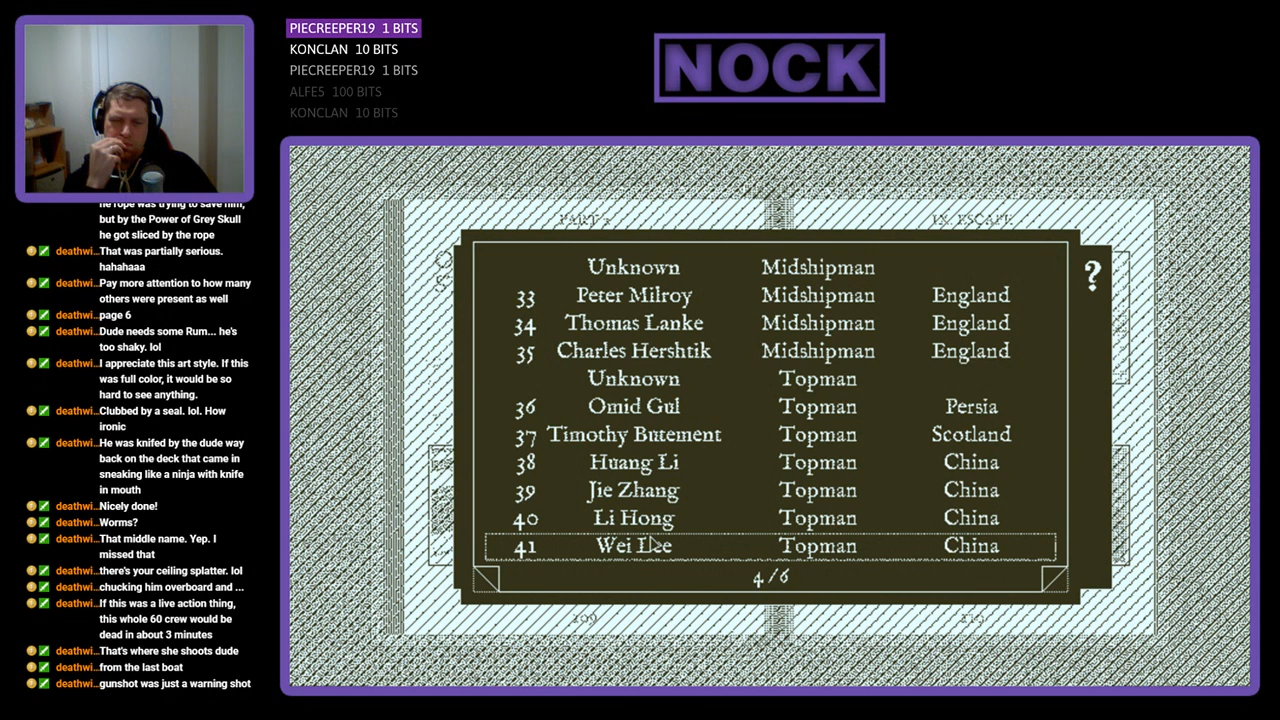 PIECREEPER19 1 BITS
KONCLAN 10 BITS
PIECREEPER19 1 BITS
ALFES 100 BITS
KONCLAN 10 BITS
NOCK
he rope was trying to save him,
but by the Power of Grey Skull
he got sliced by the rope
deathwi...That was partially serious.
hahahaaa
deathwi...Pay more attention to how many
others were present as well
deathwi...page 6
deathwi...Dude needs some Rum... he's
too shaky. lol
deathwi...I appreciate this art style. If this
was full color, it would be so
hard to see anything.
deathwi...Clubbed by a seal. lol. How
ironic
deathwi...He was knifed by the dude way
back on the deck that came in
sneaking like a ninja with knife
in mouth
deathwi...Nicely done!
deathwi...Worms?
deathwi...That middle name. Yep. I
missed that
deathwi...there's your ceiling splatter. lol
deathwi...chucking him overboard and ...
deathwi...If this was a live action thing,
this whole 60 crew would be
dead in about 3 minutes
deathwi...That's where she shoots dude
deathwi...from the last boat
deathwi...gunshot was just a warning shot
PART
IX. ESCAPE
?
Unknown Midshipman
33 Peter Milroy Midshipman England
34 Thomas Lanke Midshipman England
35 Charles Hershtik Midshipman England
Unknown Topman
36 Omid Gul Topman Persia
37 Timothy Butement Topman Scotland
38 Huang Li Topman China
39 Jie Zhang Topman China
40 Li Hong Topman China
41 Wei Lee Topman China
4/6
209
210